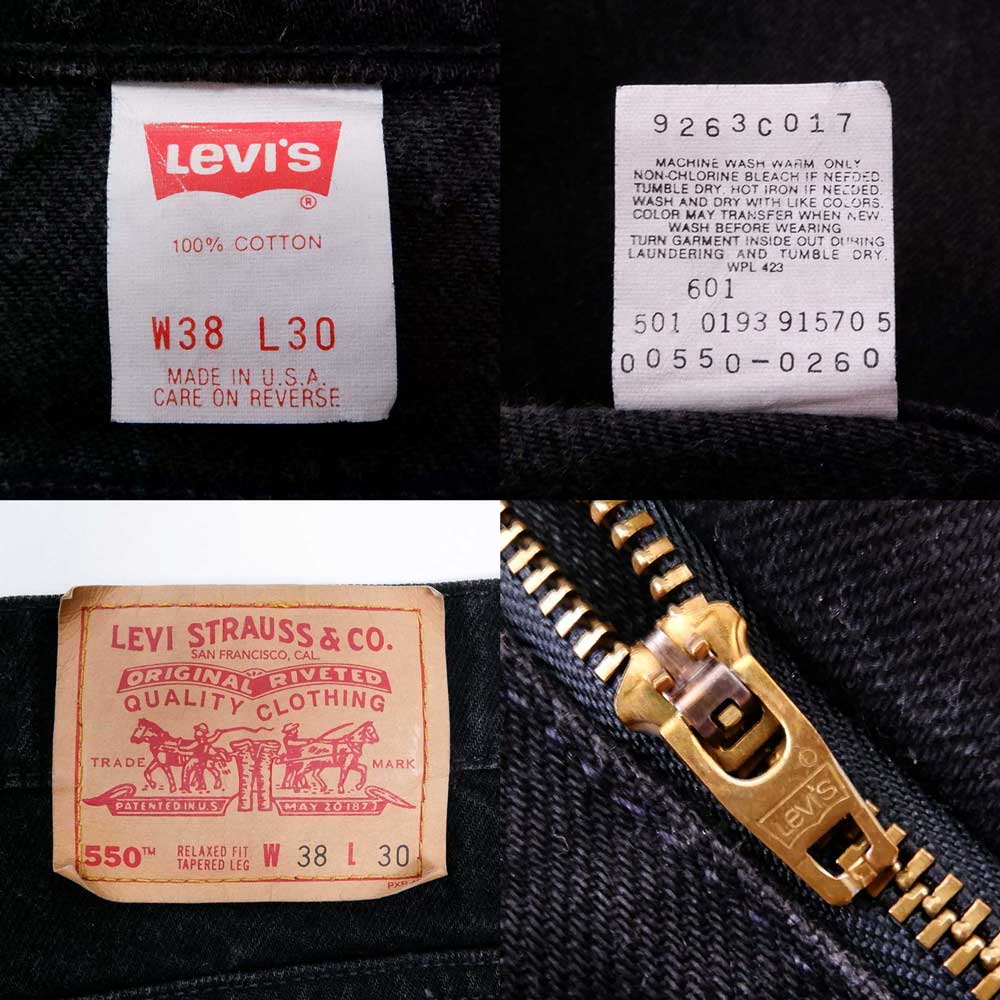 LEVI'S
®
100% COTTON
W38 L30
MADE IN U.S.A.
CARE ON REVERSE
9263C017
MACHINE WASH WARM ONLY
NON-CHLORINE BLEACH IF NEEDED
TUMBLE DRY. HOT IRON IF NEEDED.
WASH AND DRY WITH LIKE COLORS.
COLOR MAY TRANSFER WHEN NEW.
WASH BEFORE WEARING
TURN GARMENT INSIDE OUT DURING
LAUNDERING AND TUMBLE DRY.
WPL 423
601
501 0193 91570 5
00550-0260
LEVI STRAUSS & CO.
SAN FRANCISCO, CAL.
ORIGINAL RIVETED
QUALITY CLOTHING
TRADE MARK
PATENTED IN U.S. MAY 20 1873
550™ RELAXED FIT W 38 L 30
TAPERED LEG
LEVI'S